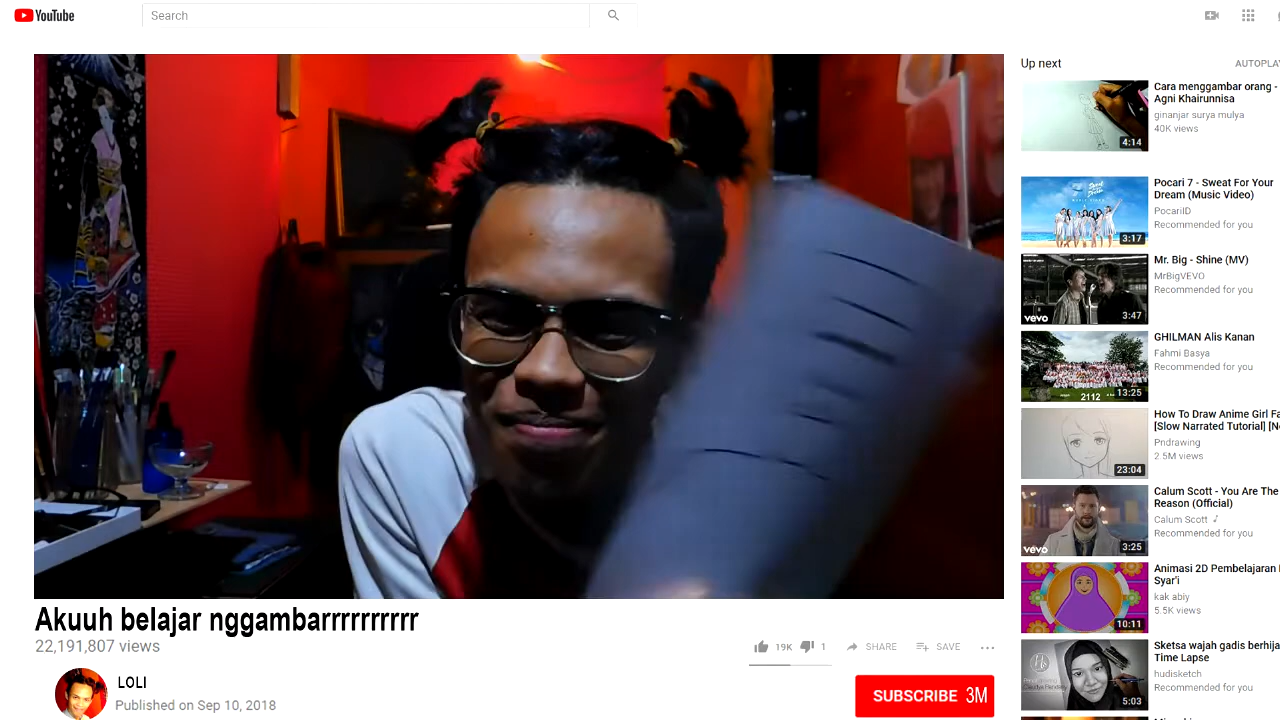 YouTube
Search
Up next
AUTOPLAY
Cara menggambar orang -
Agni Khairunnisa
ginanjar surya mulya
40K views
4:14
Pocari 7 - Sweat For Your
Dream (Music Video)
PocariID
Recommended for you
3:17
Mr. Big - Shine (MV)
MrBigVEVO
Recommended for you
vevo
3:47
GHILMAN Alis Kanan
Fahmi Basya
Recommended for you
2112
13:25
How To Draw Anime Girl Fa
[Slow Narrated Tutorial] [N
Pndrawing
2.5M views
23:04
Calum Scott - You Are The
Reason (Official)
Calum Scott
Recommended for you
vevo
3:25
Animasi 2D Pembelajaran
Syar'i
kak abiy
5.5K views
10:11
Sketsa wajah gadis berhija
Time Lapse
hudisketch
Recommended for you
5:03
Akuuh belajar nggambarrrrrrrrrr
22,191,807 views
19K
1
SHARE
SAVE
LOLI
Published on Sep 10, 2018
SUBSCRIBE 3M